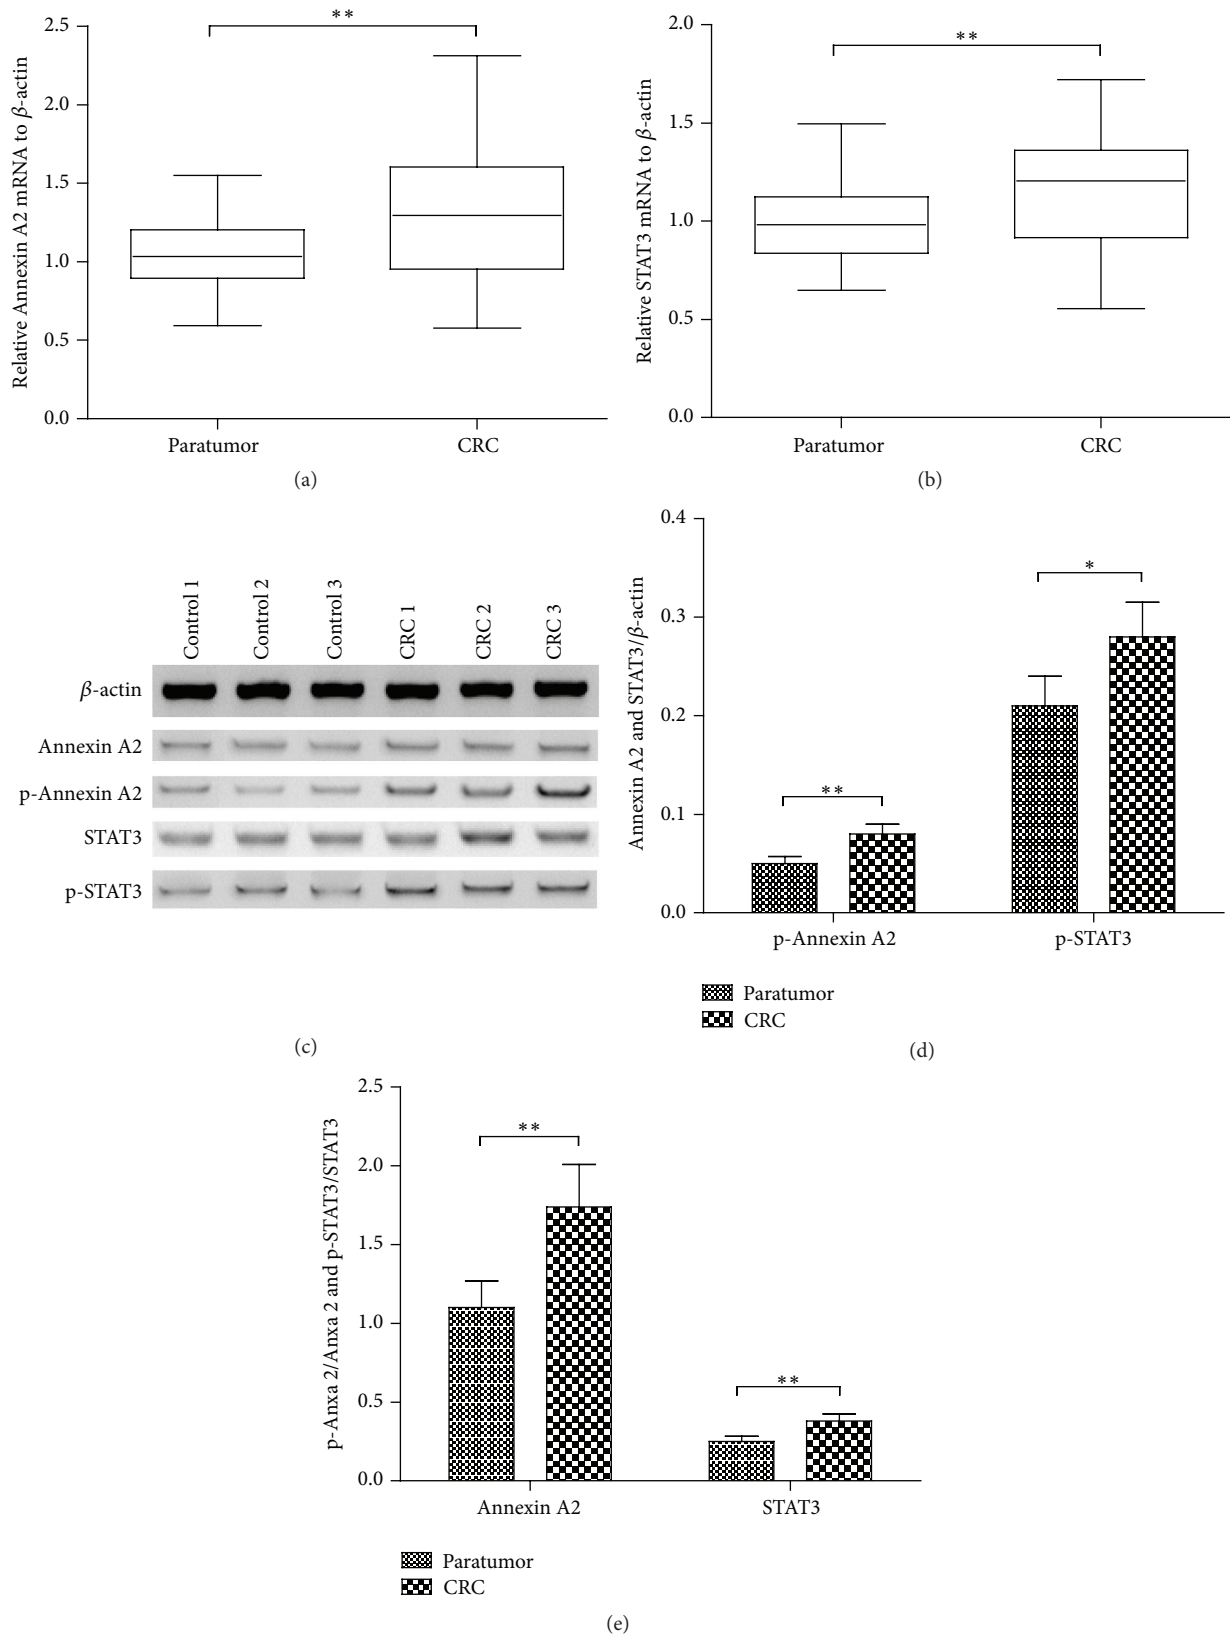 Relative Annexin A2 mRNA to β-actin
2.5
2.0
1.5
1.0
0.5
0.0
**
Paratumor CRC
(a)
Relative STAT3 mRNA to β-actin
2.0
1.5
1.0
0.5
0.0
**
Paratumor CRC
(b)
Control 1
Control 2
Control 3
CRC 1
CRC 2
CRC 3
β-actin
Annexin A2
p-Annexin A2
STAT3
p-STAT3
(c)
Annexin A2 and STAT3/β-actin
0.4
0.3
0.2
0.1
0.0
**
*
p-Annexin A2 p-STAT3
Paratumor
CRC
(d)
p-Anxa 2/Anxa 2 and p-STAT3/STAT3
2.5
2.0
1.5
1.0
0.5
0.0
**
**
Annexin A2 STAT3
Paratumor
CRC
(e)